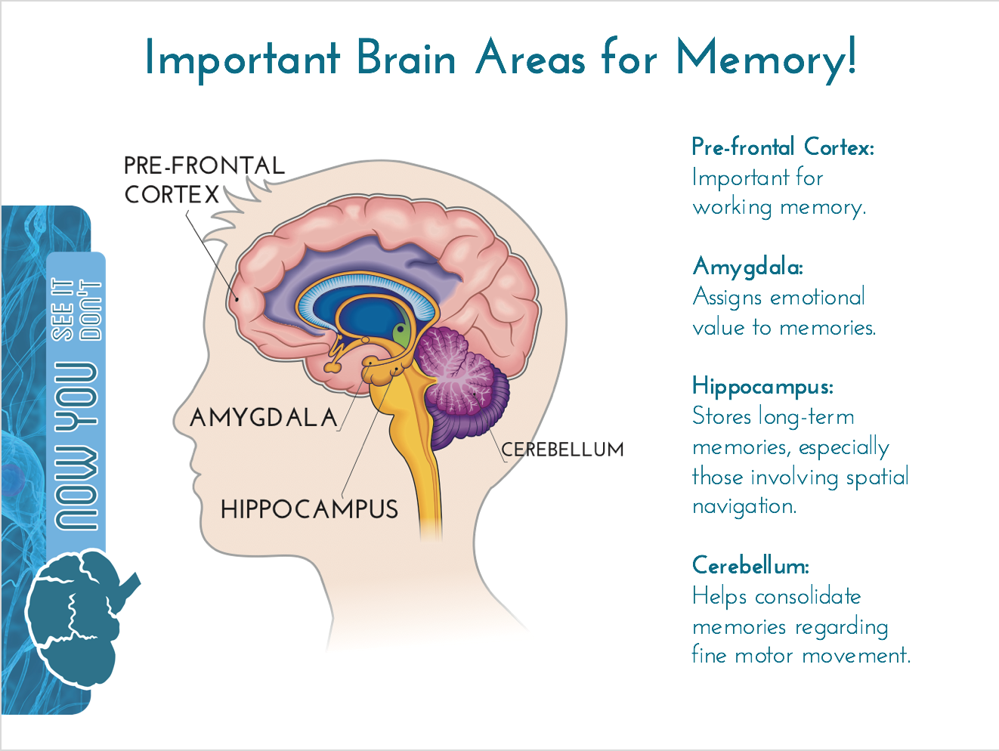 Important Brain Areas for Memory!
PRE-FRONTAL
CORTEX
AMYGDALA
HIPPOCAMPUS
CEREBELLUM
Pre-frontal Cortex:
Important for
working memory.
Amygdala:
Assigns emotional
value to memories.
Hippocampus:
Stores long-term
memories, especially
those involving spatial
navigation.
Cerebellum:
Helps consolidate
memories regarding
fine motor movement.
NOW YOU
SEE IT
DON'T